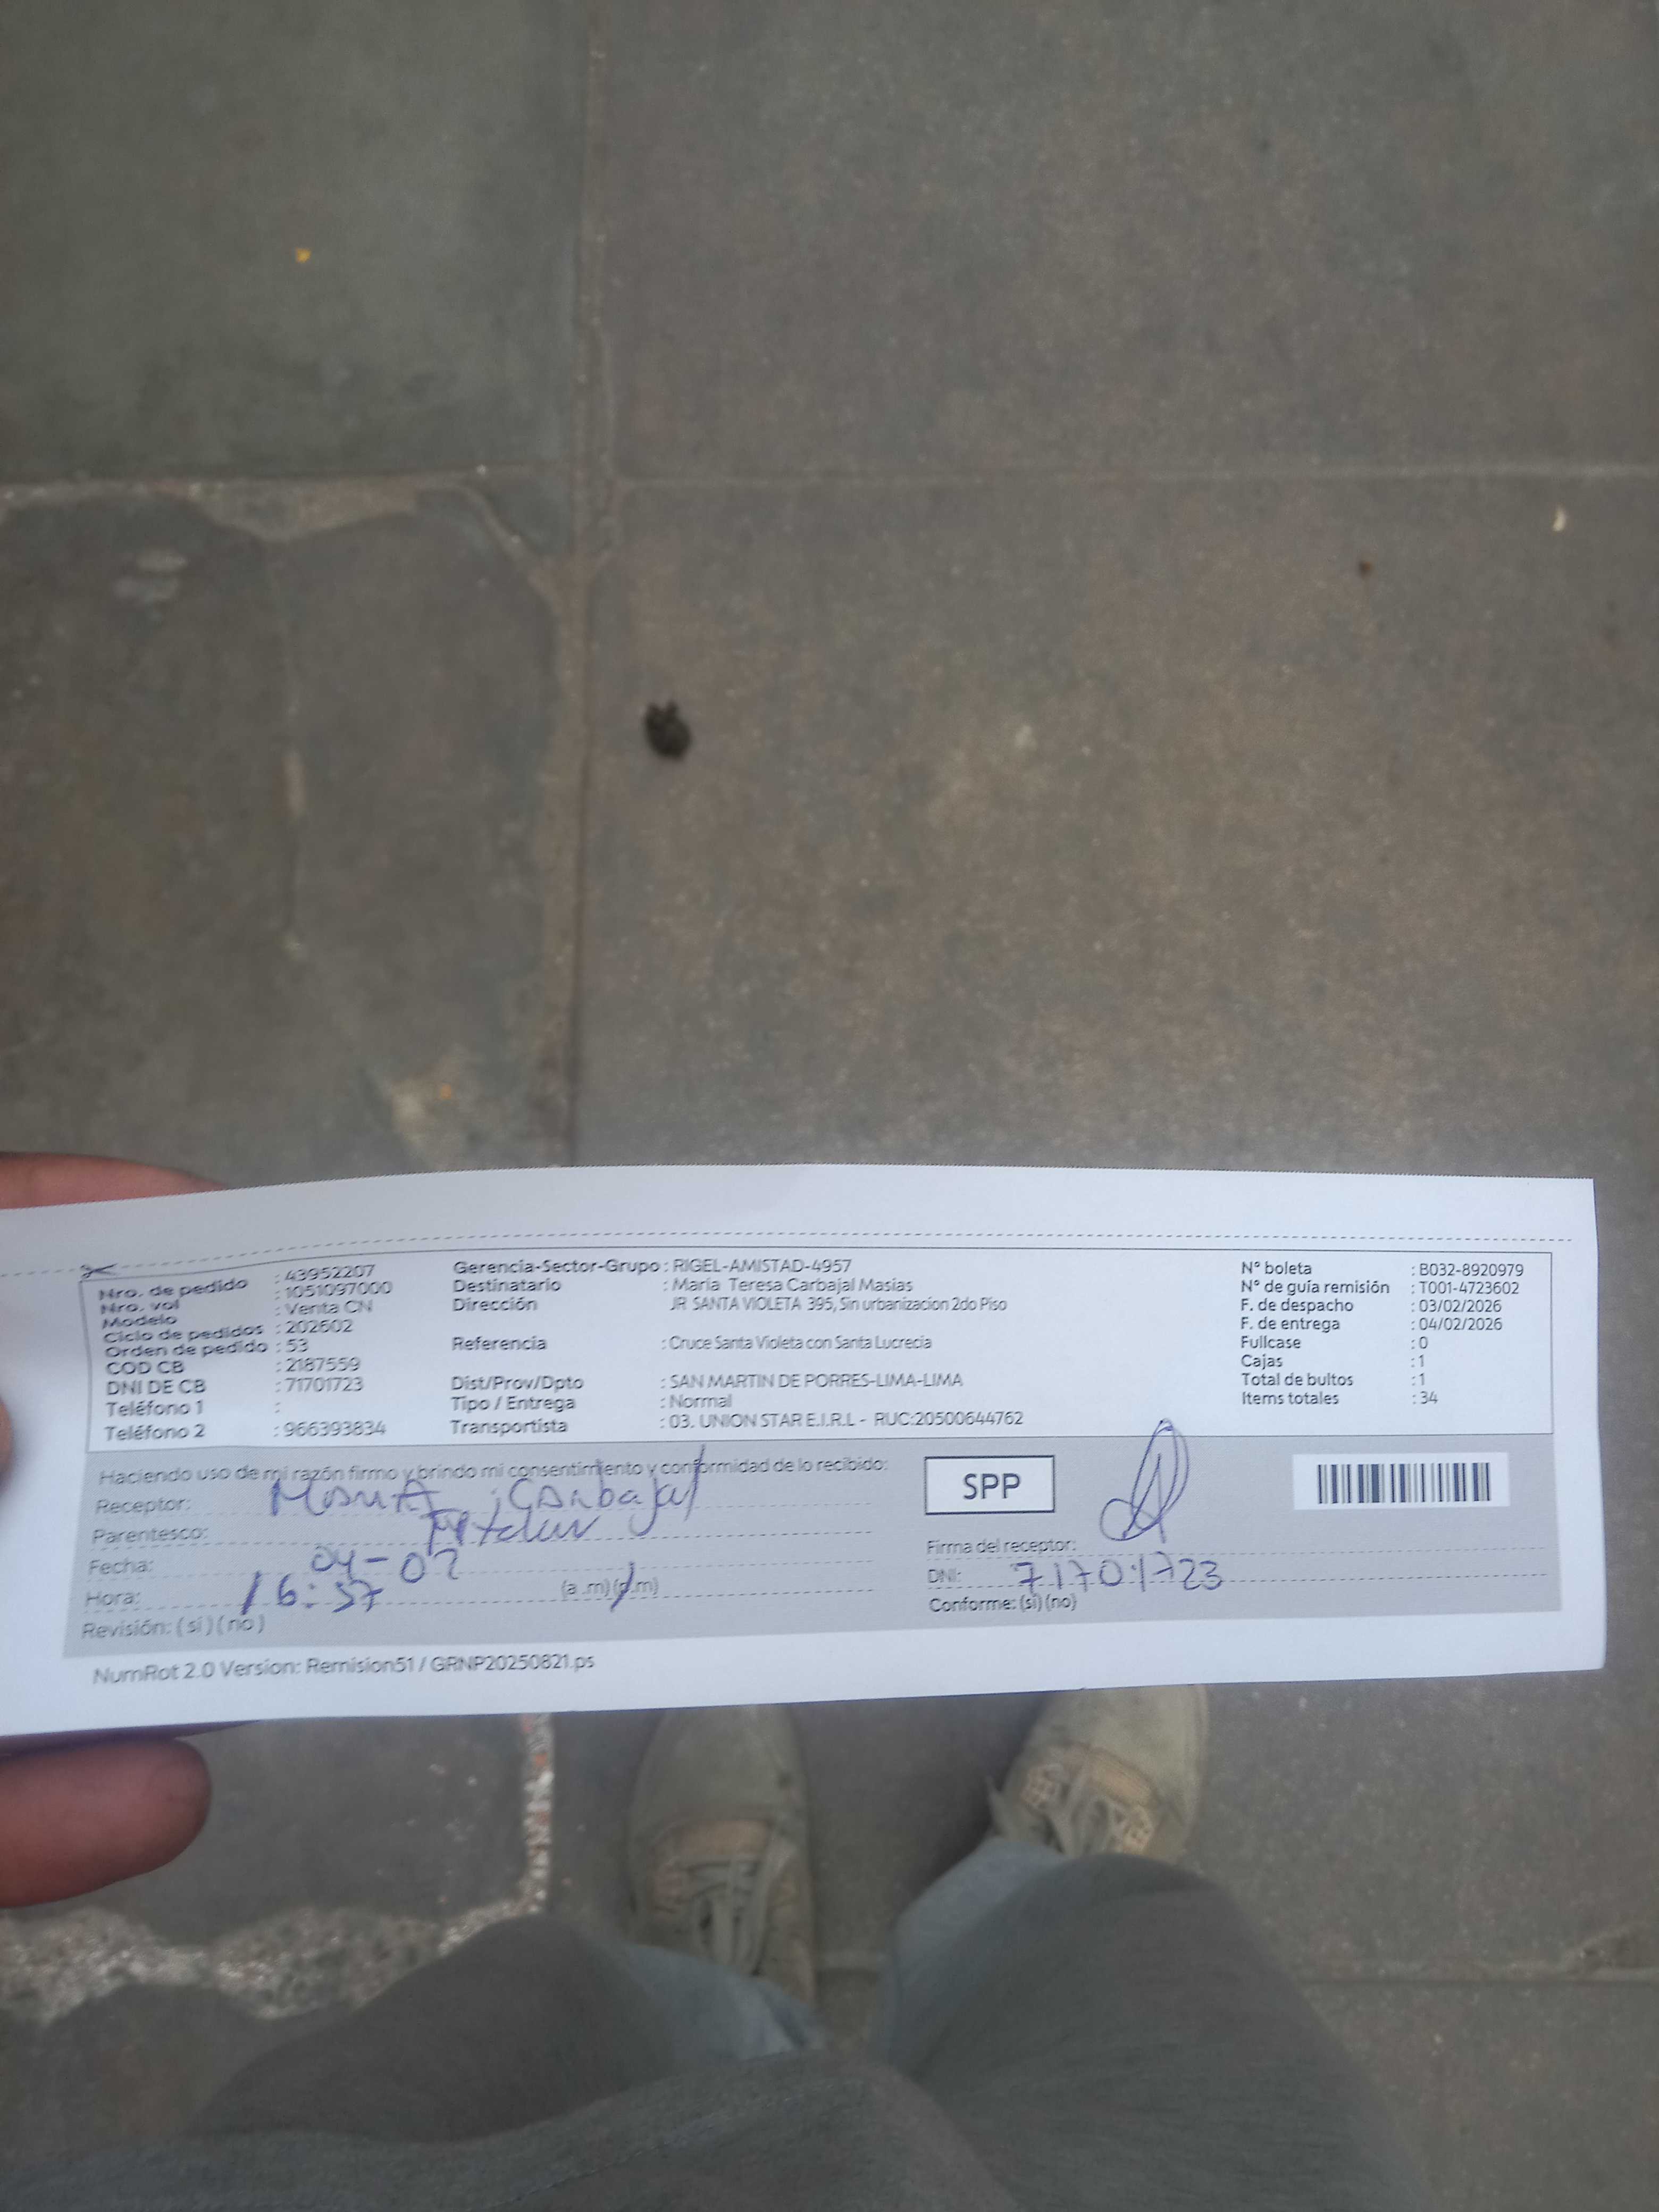 Nro. de pedido : 43952207
Nro. vol : 1051097000
Modelo : Venta CN
Ciclo de pedidos : 202602
Orden de pedido : 53
COD CB : 2187559
DNI DE CB : 71701723
Teléfono 1 :
Teléfono 2 : 966393834
Gerencia-Sector-Grupo : RIGEL-AMISTAD-4957
Destinatario : Maria Teresa Carbajal Masias
Dirección JR SANTA VIOLETA 395, Sin urbanizacion 2do Piso
Referencia : Cruce Santa Violeta con Santa Lucrecia
Dist/Prov/Dpto : SAN MARTIN DE PORRES-LIMA-LIMA
Tipo / Entrega : Normal
Transportista : 03. UNION STAR E.I.R.L - RUC:20500644762
N° boleta : B032-8920979
N° de guía remisión : T001-4723602
F. de despacho : 03/02/2026
F. de entrega : 04/02/2026
Fullcase : 0
Cajas : 1
Total de bultos : 1
Items totales : 34
Haciendo uso de mi razón firmo y brindo mi consentimiento y conformidad de lo recibido:
Receptor: Carbajal
Parentesco:
Fecha: 04-02
Hora: 16:37 (a.m)(p.m)
Revisión: (si)(no)
SPP
Firma del receptor:
DNI: 71701723
Conforme: (si)(no)
NumRot 2.0 Version: Remision51 / GRNP20250821.ps